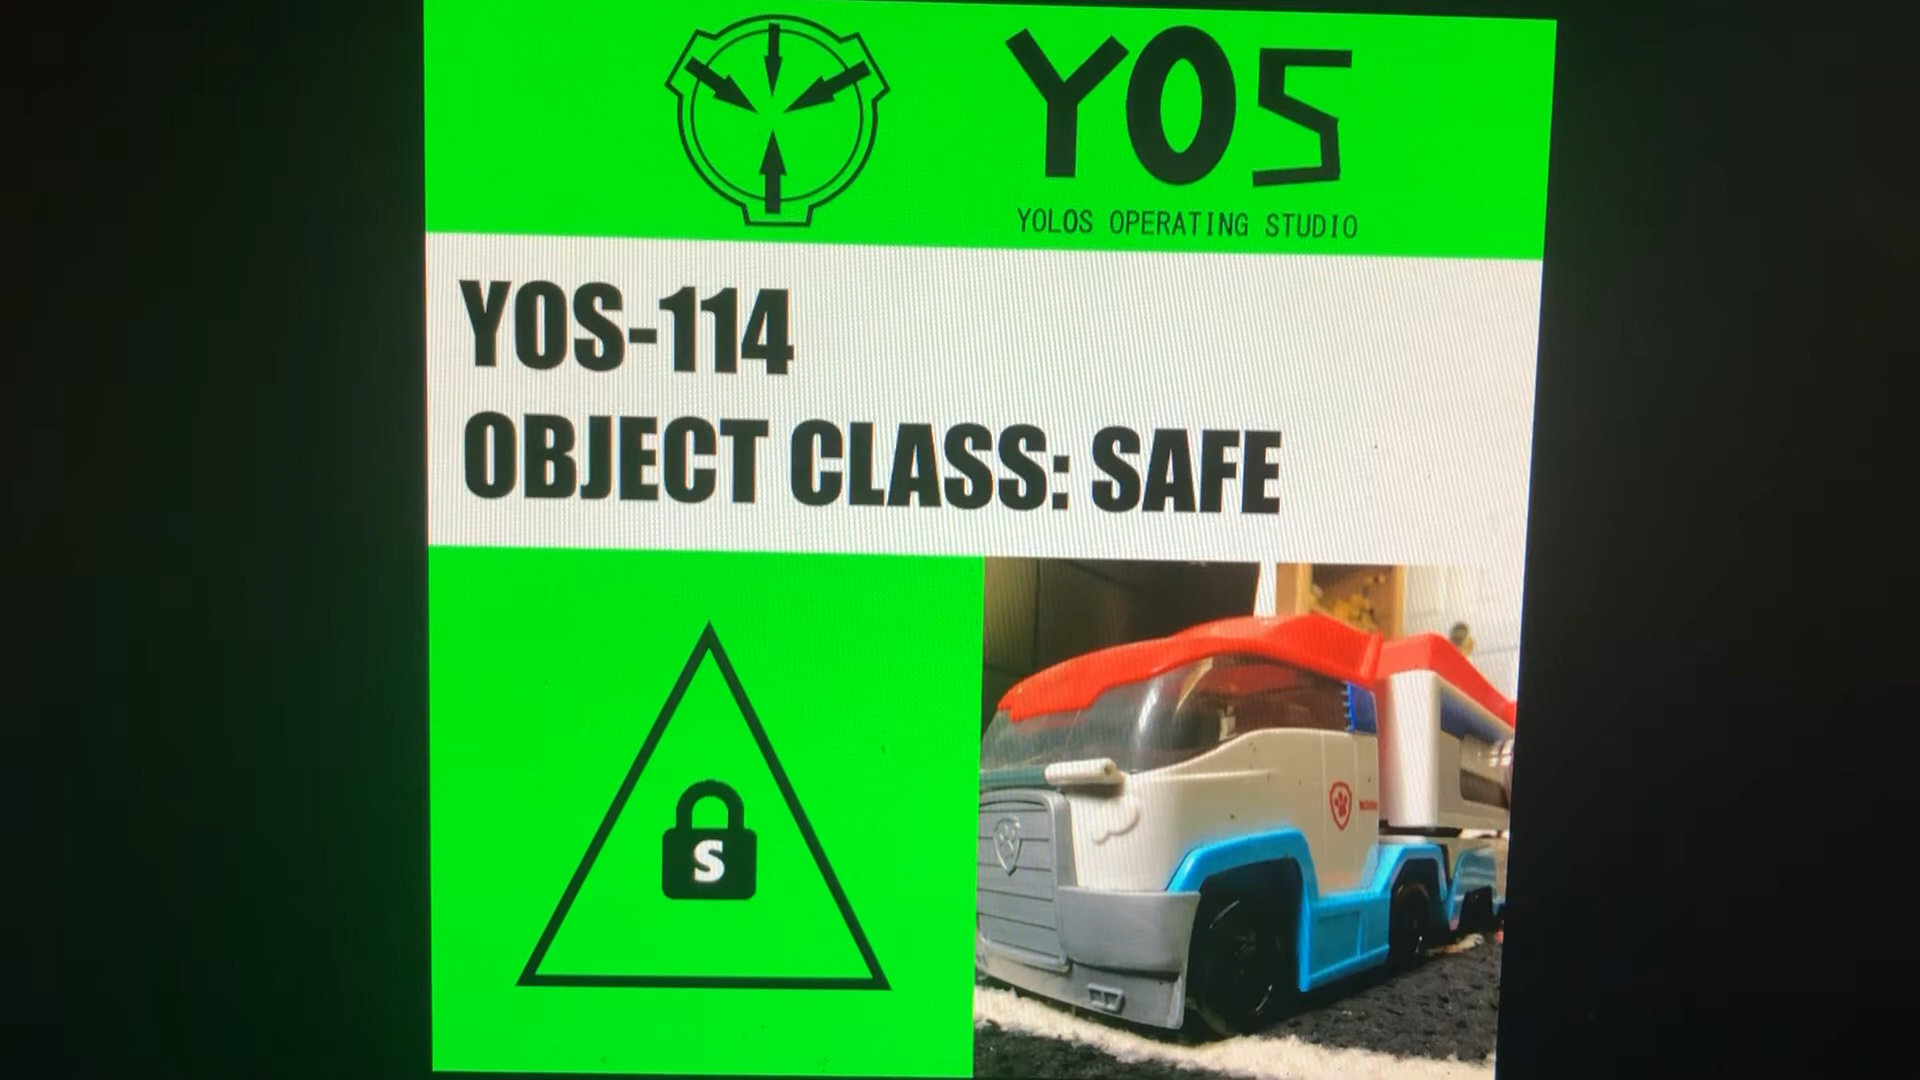 YOS
YOLOS OPERATING STUDIO
YOS-114
OBJECT CLASS: SAFE
S